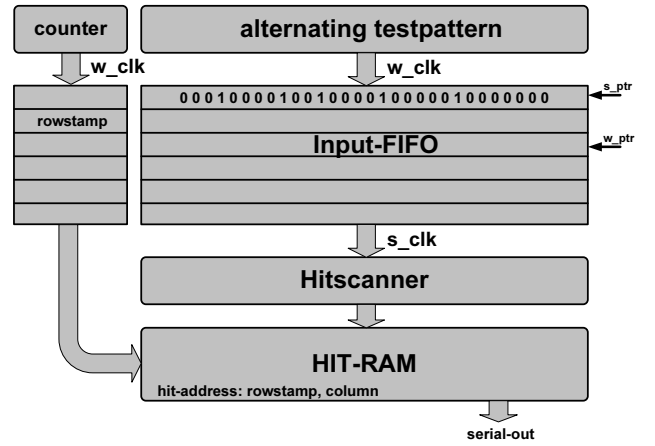 counter
alternating testpattern
w_clk
w_clk
s_ptr
0 0 0 1 0 0 0 0 1 0 0 1 0 0 0 0 1 0 0 0 0 0 1 0 0 0 0 0 0 0
rowstamp
w_ptr
Input-FIFO
s_clk
Hitscanner
HIT-RAM
hit-address: rowstamp, column
serial-out